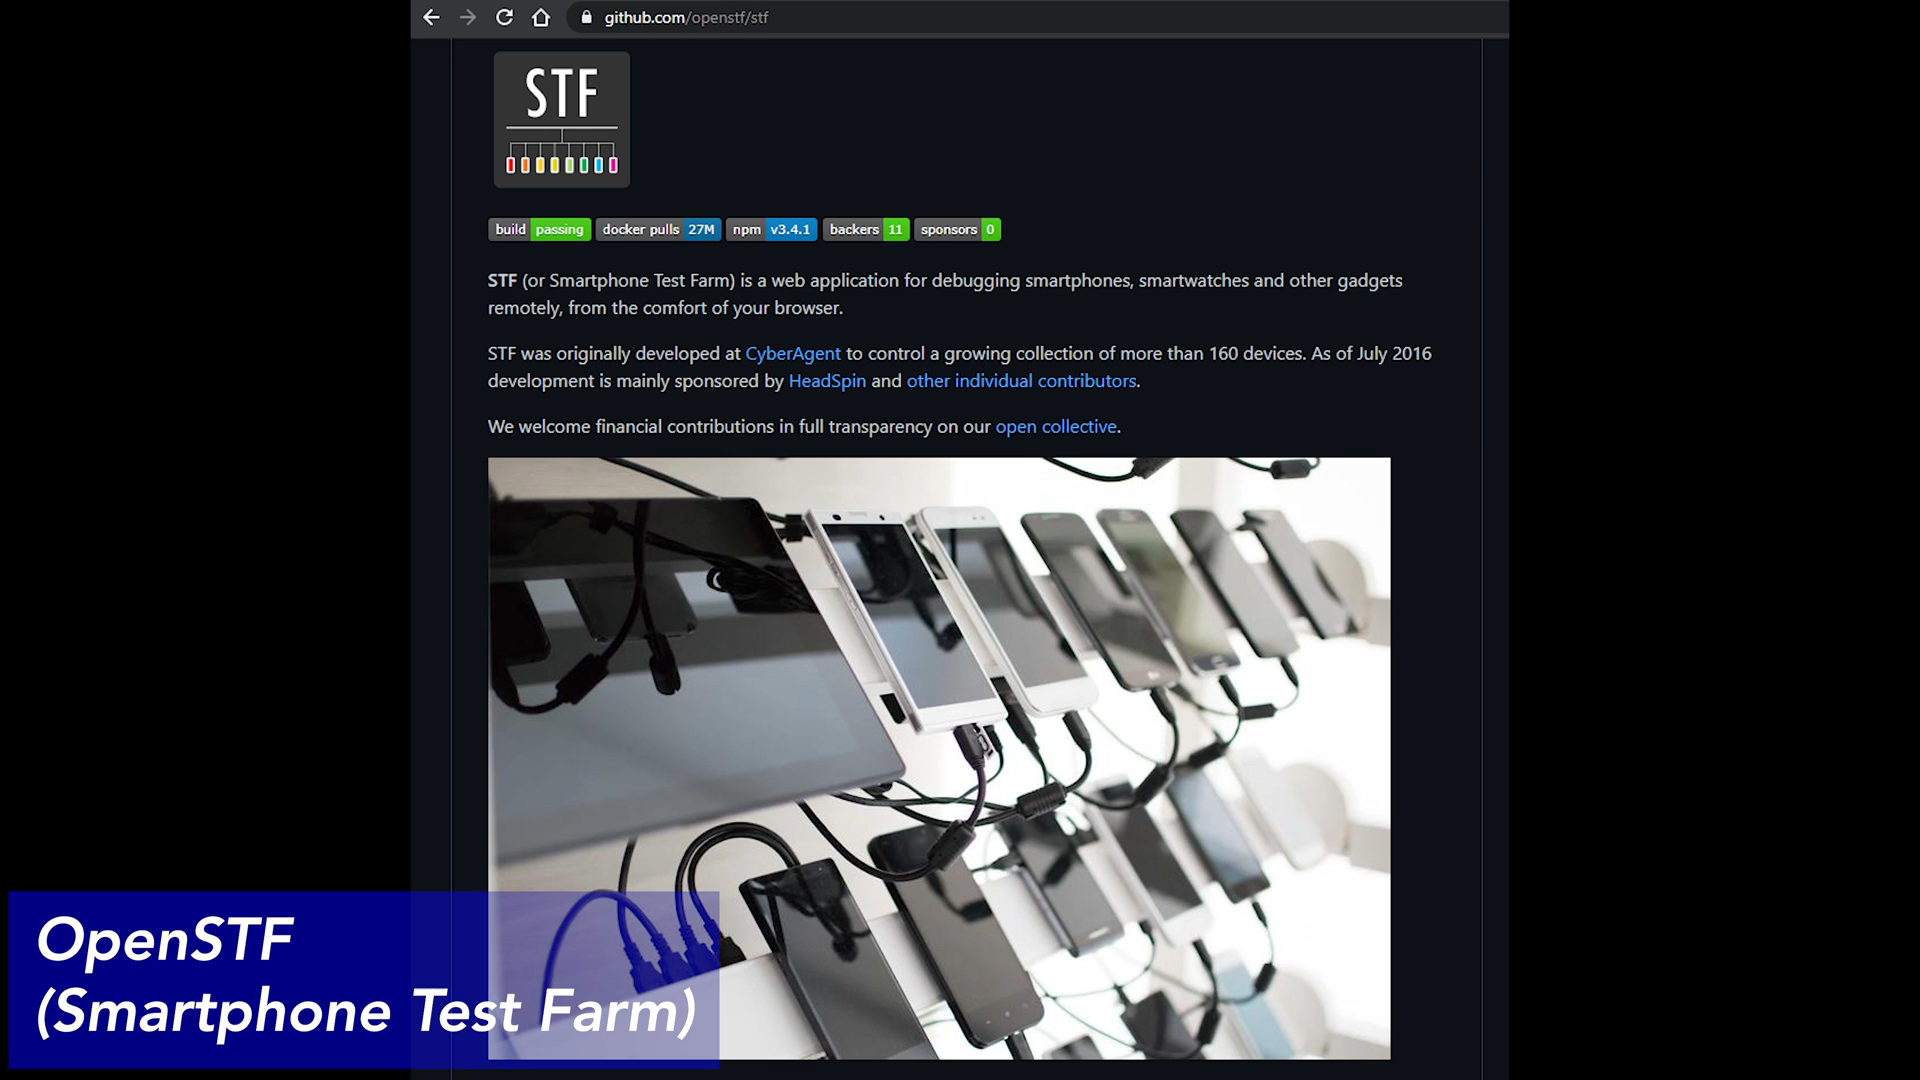 github.com/openstf/stf
STF
build passing docker pulls 27M npm v3.4.1 backers 11 sponsors 0
STF (or Smartphone Test Farm) is a web application for debugging smartphones, smartwatches and other gadgets
remotely, from the comfort of your browser.
STF was originally developed at CyberAgent to control a growing collection of more than 160 devices. As of July 2016
development is mainly sponsored by HeadSpin and other individual contributors.
We welcome financial contributions in full transparency on our open collective.
OpenSTF
(Smartphone Test Farm)